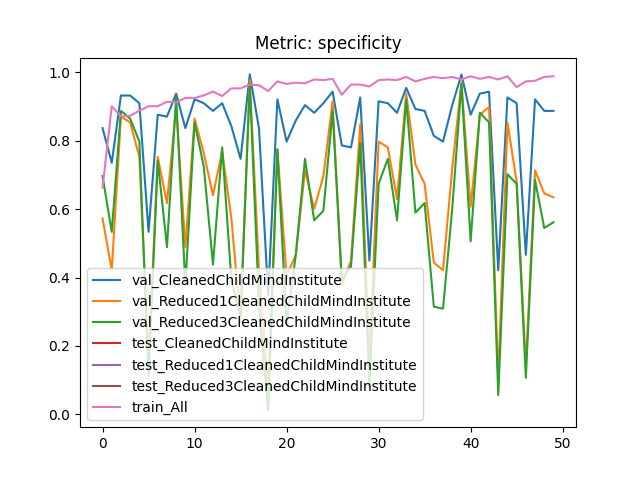 Metric: specificity
1.0
0.8
0.6
0.4
0.2
0.0
val_CleanedChildMindInstitute
val_Reduced1CleanedChildMindInstitute
val_Reduced3CleanedChildMindInstitute
test_CleanedChildMindInstitute
test_Reduced1CleanedChildMindInstitute
test_Reduced3CleanedChildMindInstitute
train_All
0 10 20 30 40 50